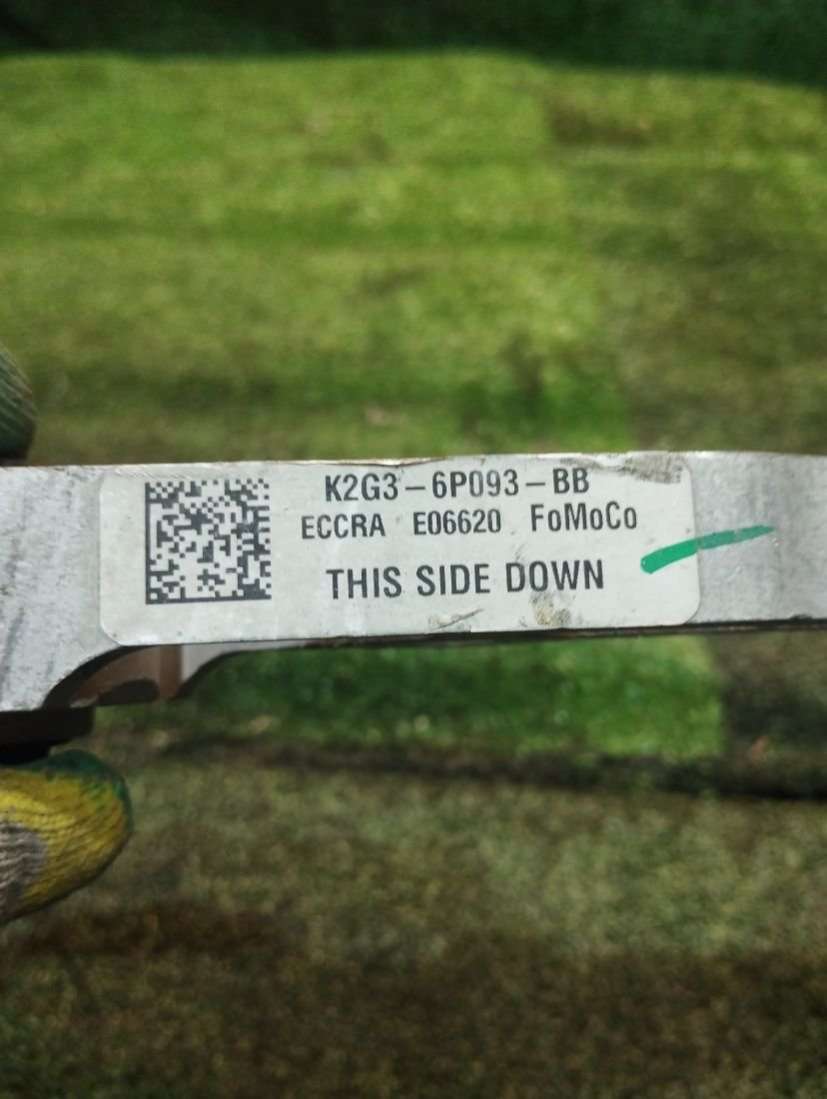 K2G3-6P093-BB
ECCRA E06620 FoMoCo
THIS SIDE DOWN